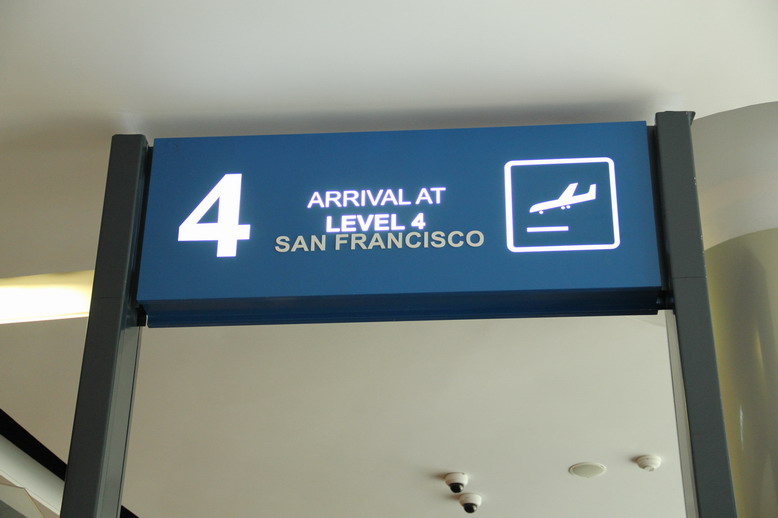 4
ARRIVAL AT
LEVEL 4
SAN FRANCISCO